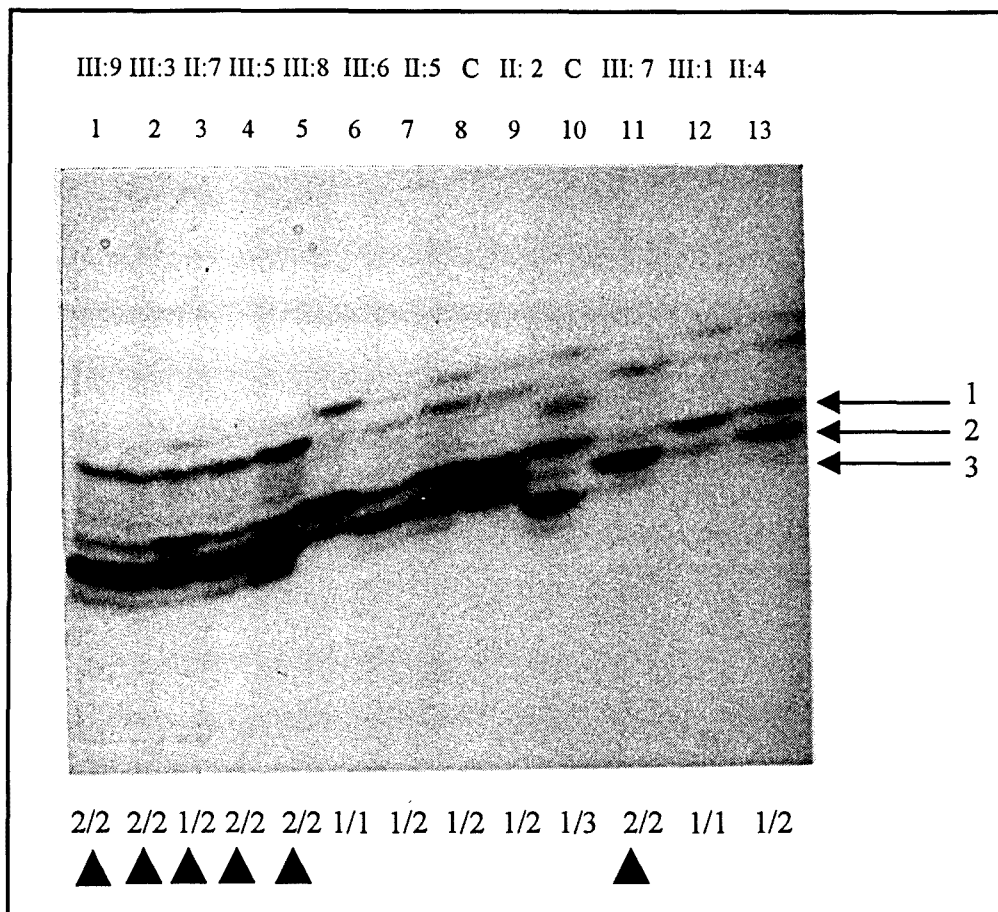 III:9 III:3 II:7 III:5 III:8 III:6 II:5 C II: 2 C III: 7 III:1 II:4
1 2 3 4 5 6 7 8 9 10 11 12 13
1
2
3
2/2 2/2 1/2 2/2 2/2 1/1 1/2 1/2 1/2 1/3 2/2 1/1 1/2